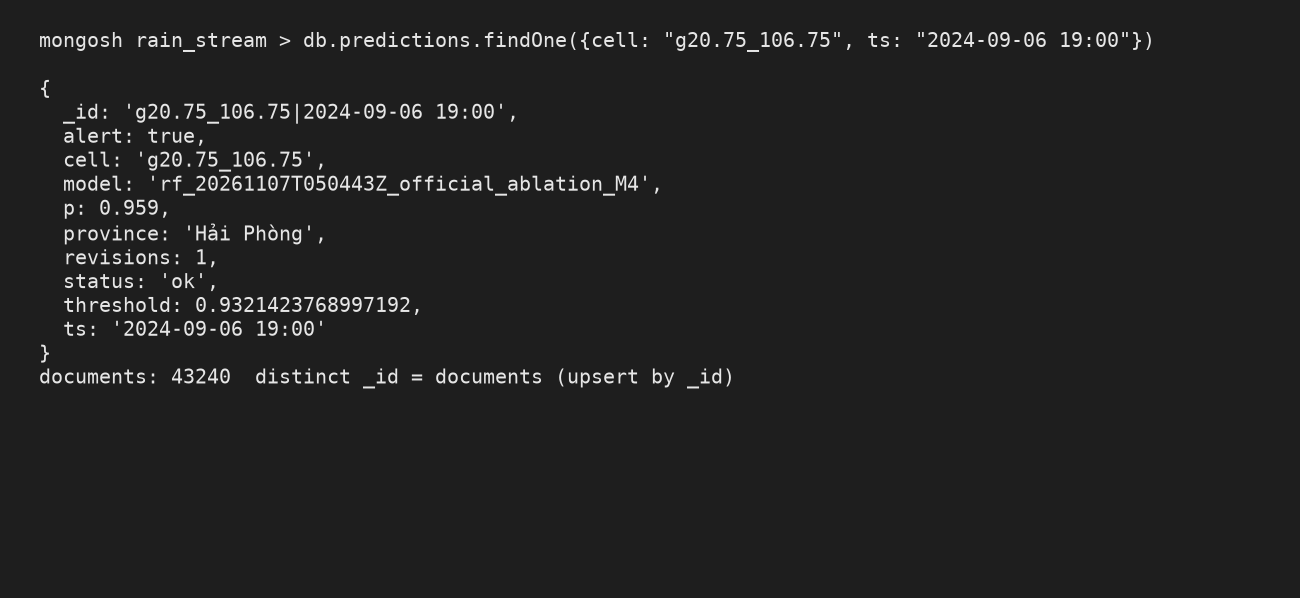 mongosh rain_stream > db.predictions.findOne({cell: "g20.75_106.75", ts: "2024-09-06 19:00"})
{
  _id: 'g20.75_106.75|2024-09-06 19:00',
  alert: true,
  cell: 'g20.75_106.75',
  model: 'rf_20261107T050443Z_official_ablation_M4',
  p: 0.959,
  province: 'Hải Phòng',
  revisions: 1,
  status: 'ok',
  threshold: 0.9321423768997192,
  ts: '2024-09-06 19:00'
}
documents: 43240  distinct _id = documents (upsert by _id)